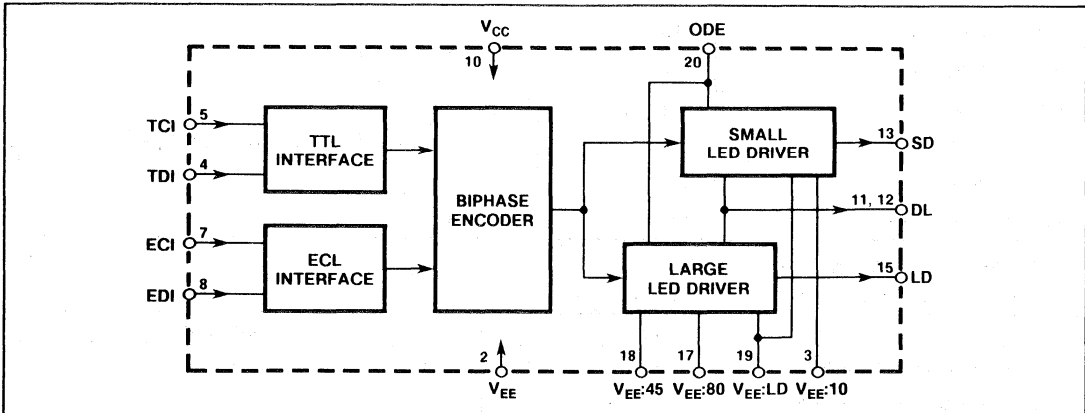 VCC
ODE
10
20
TCI 5
TTL
INTERFACE
TDI 4
ECI 7
ECL
INTERFACE
EDI 8
BIPHASE
ENCODER
SMALL
LED DRIVER
13 SD
11, 12 DL
LARGE
LED DRIVER
15 LD
2
18
17
19
3
VEE
VEE:45
VEE:80
VEE:LD
VEE:10